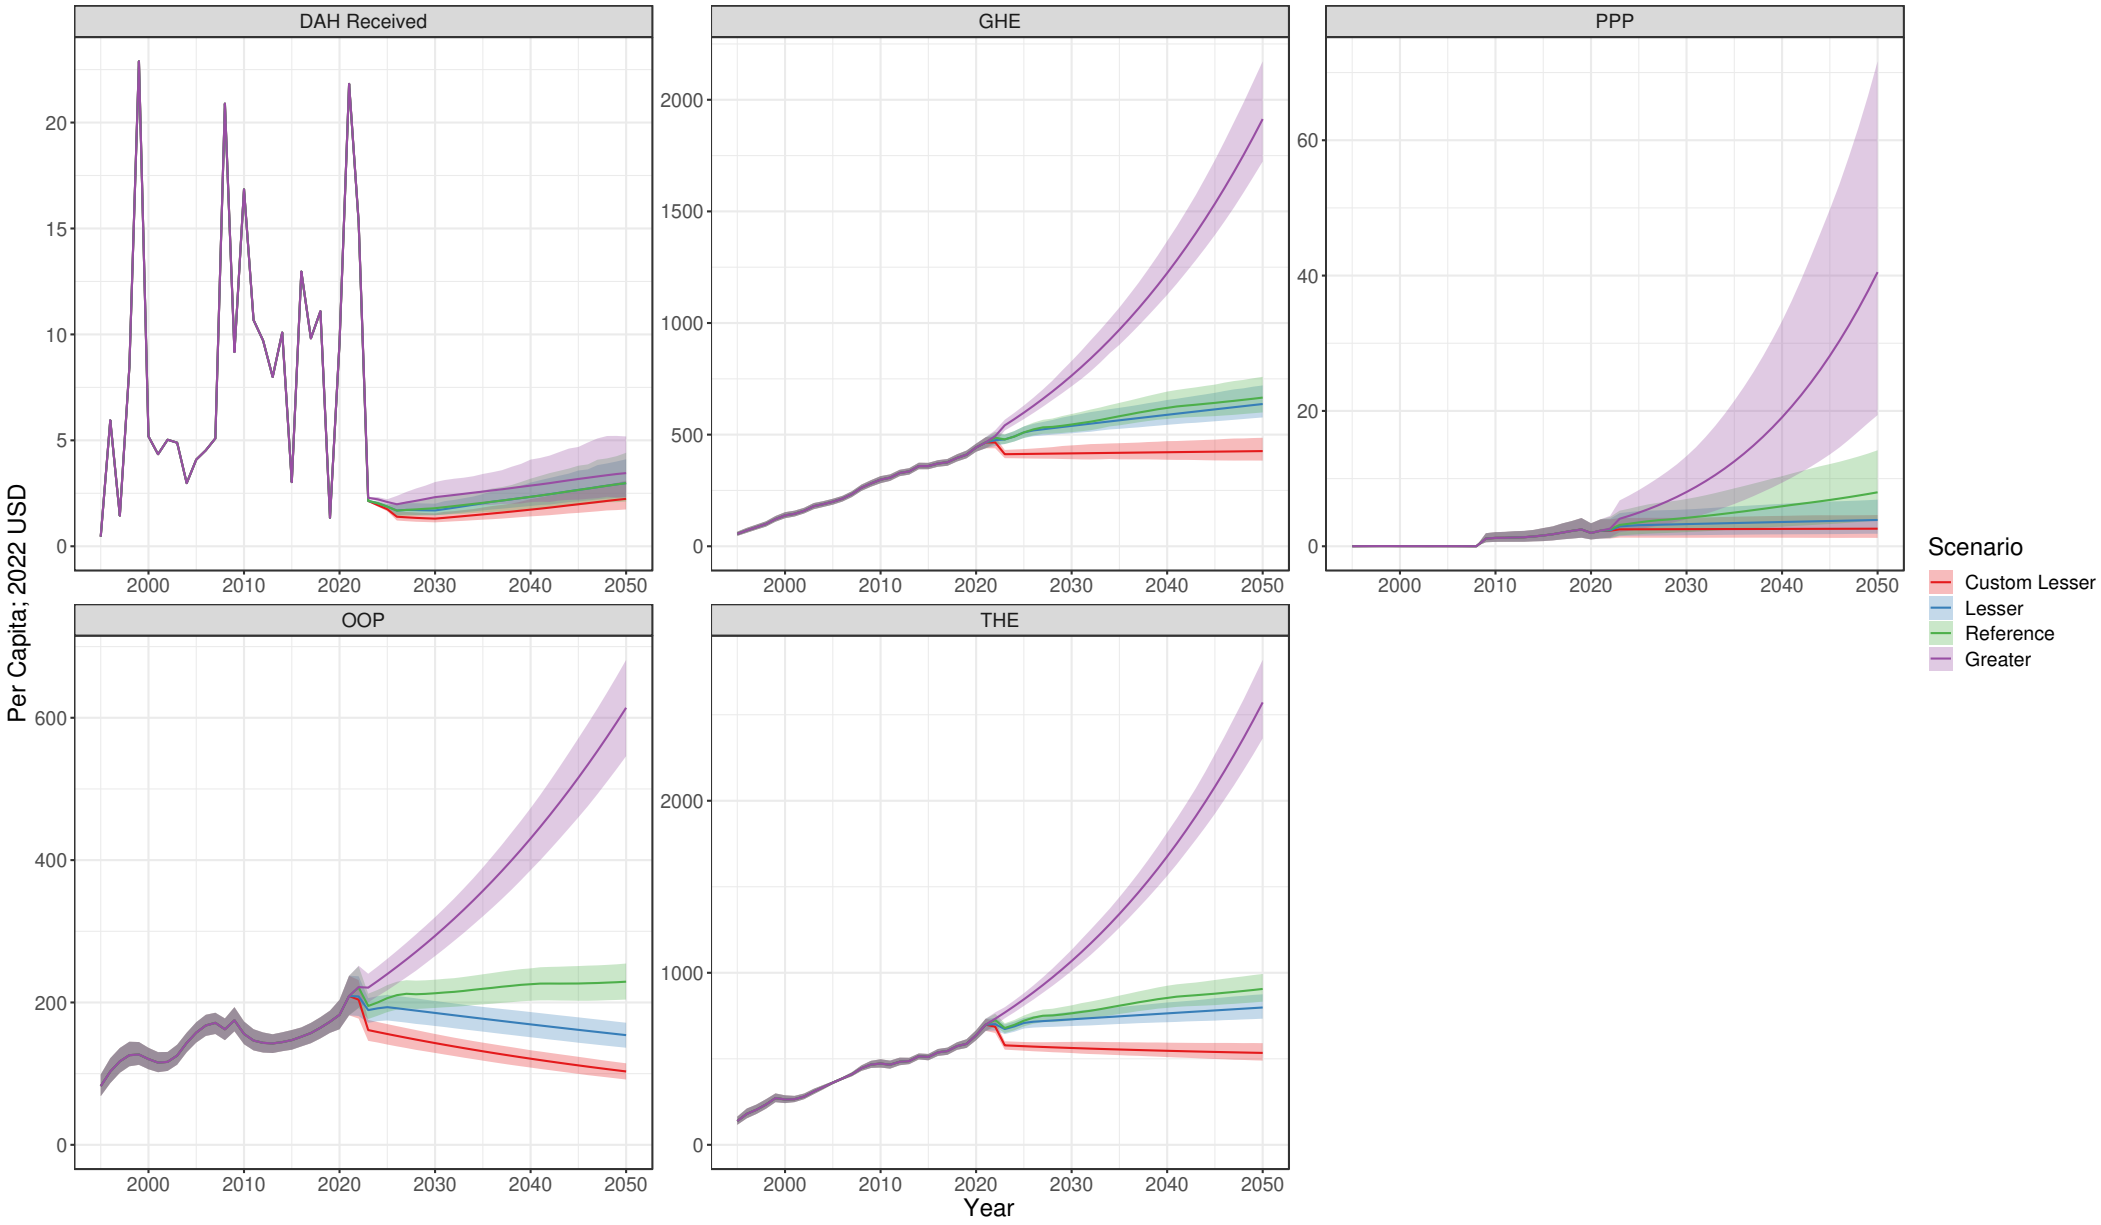 DAH Received
GHE
PPP
20
15
10
5
0
2000
1500
1000
500
0
60
40
20
0
2000 2010 2020 2030 2040 2050
2000 2010 2020 2030 2040 2050
2000 2010 2020 2030 2040 2050
OOP
THE
600
400
200
0
2000
1000
0
2000 2010 2020 2030 2040 2050
2000 2010 2020 2030 2040 2050
Year
Per Capita; 2022 USD
Scenario
Custom Lesser
Lesser
Reference
Greater